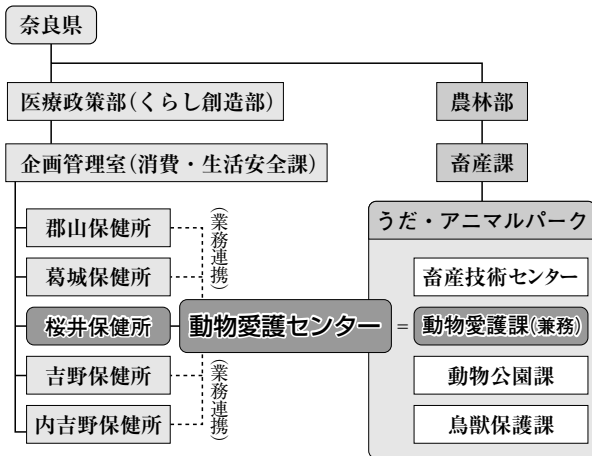 奈良県
医療政策部(くらし創造部)
農林部
企画管理室(消費・生活安全課)
畜産課
うだ・アニマルパーク
郡山保健所
(業務連携)
葛城保健所
畜産技術センター
桜井保健所
動物愛護センター
=
動物愛護課(兼務)
吉野保健所
(業務連携)
動物公園課
内吉野保健所
鳥獣保護課